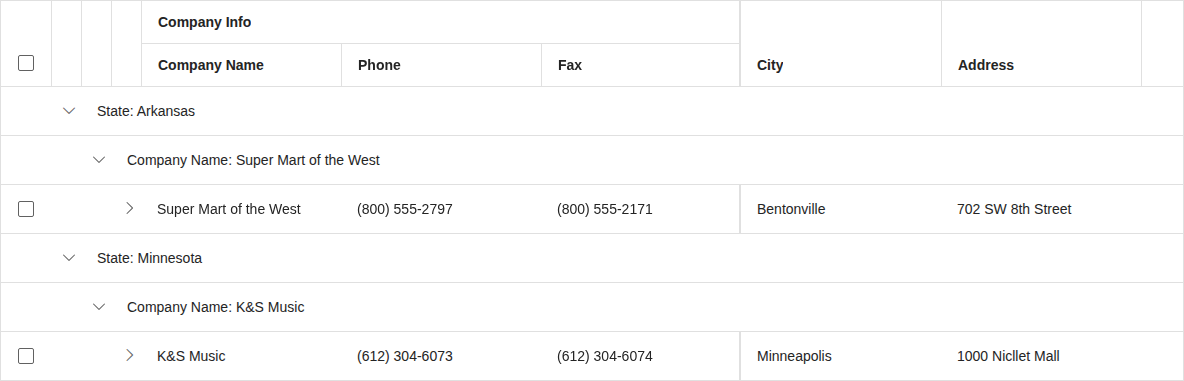 Company Info
Company Name Phone Fax City Address
State: Arkansas
Company Name: Super Mart of the West
Super Mart of the West (800) 555-2797 (800) 555-2171 Bentonville 702 SW 8th Street
State: Minnesota
Company Name: K&S Music
K&S Music (612) 304-6073 (612) 304-6074 Minneapolis 1000 Nicllet Mall